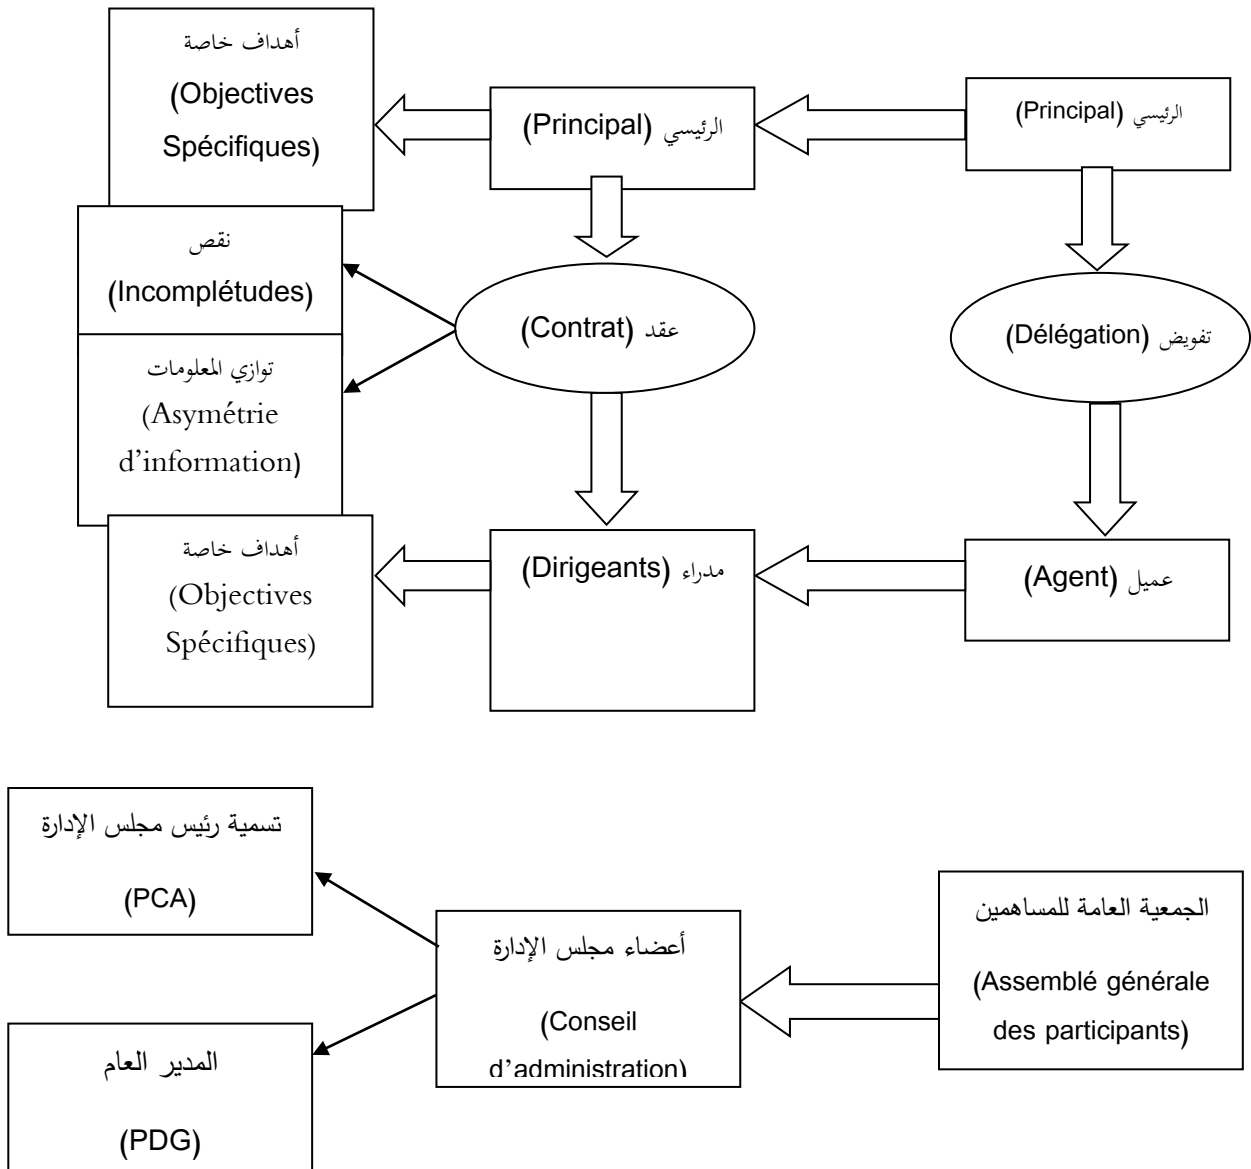 الرئيسي (Principal)
الرئيسي (Principal)
أهداف خاصة
(Objectives
Spécifiques)
تفويض (Délégation)
عقد (Contrat)
نقص
(Incomplétudes)
توازي المعلومات
(Asymétrie
d’information)
عميل (Agent)
مدراء (Dirigeants)
أهداف خاصة
(Objectives
Spécifiques)
الجمعية العامة للمساهمين
(Assemblé générale
des participants)
أعضاء مجلس الإدارة
(Conseil
d’administration)
تسمية رئيس مجلس الإدارة
(PCA)
المدير العام
(PDG)